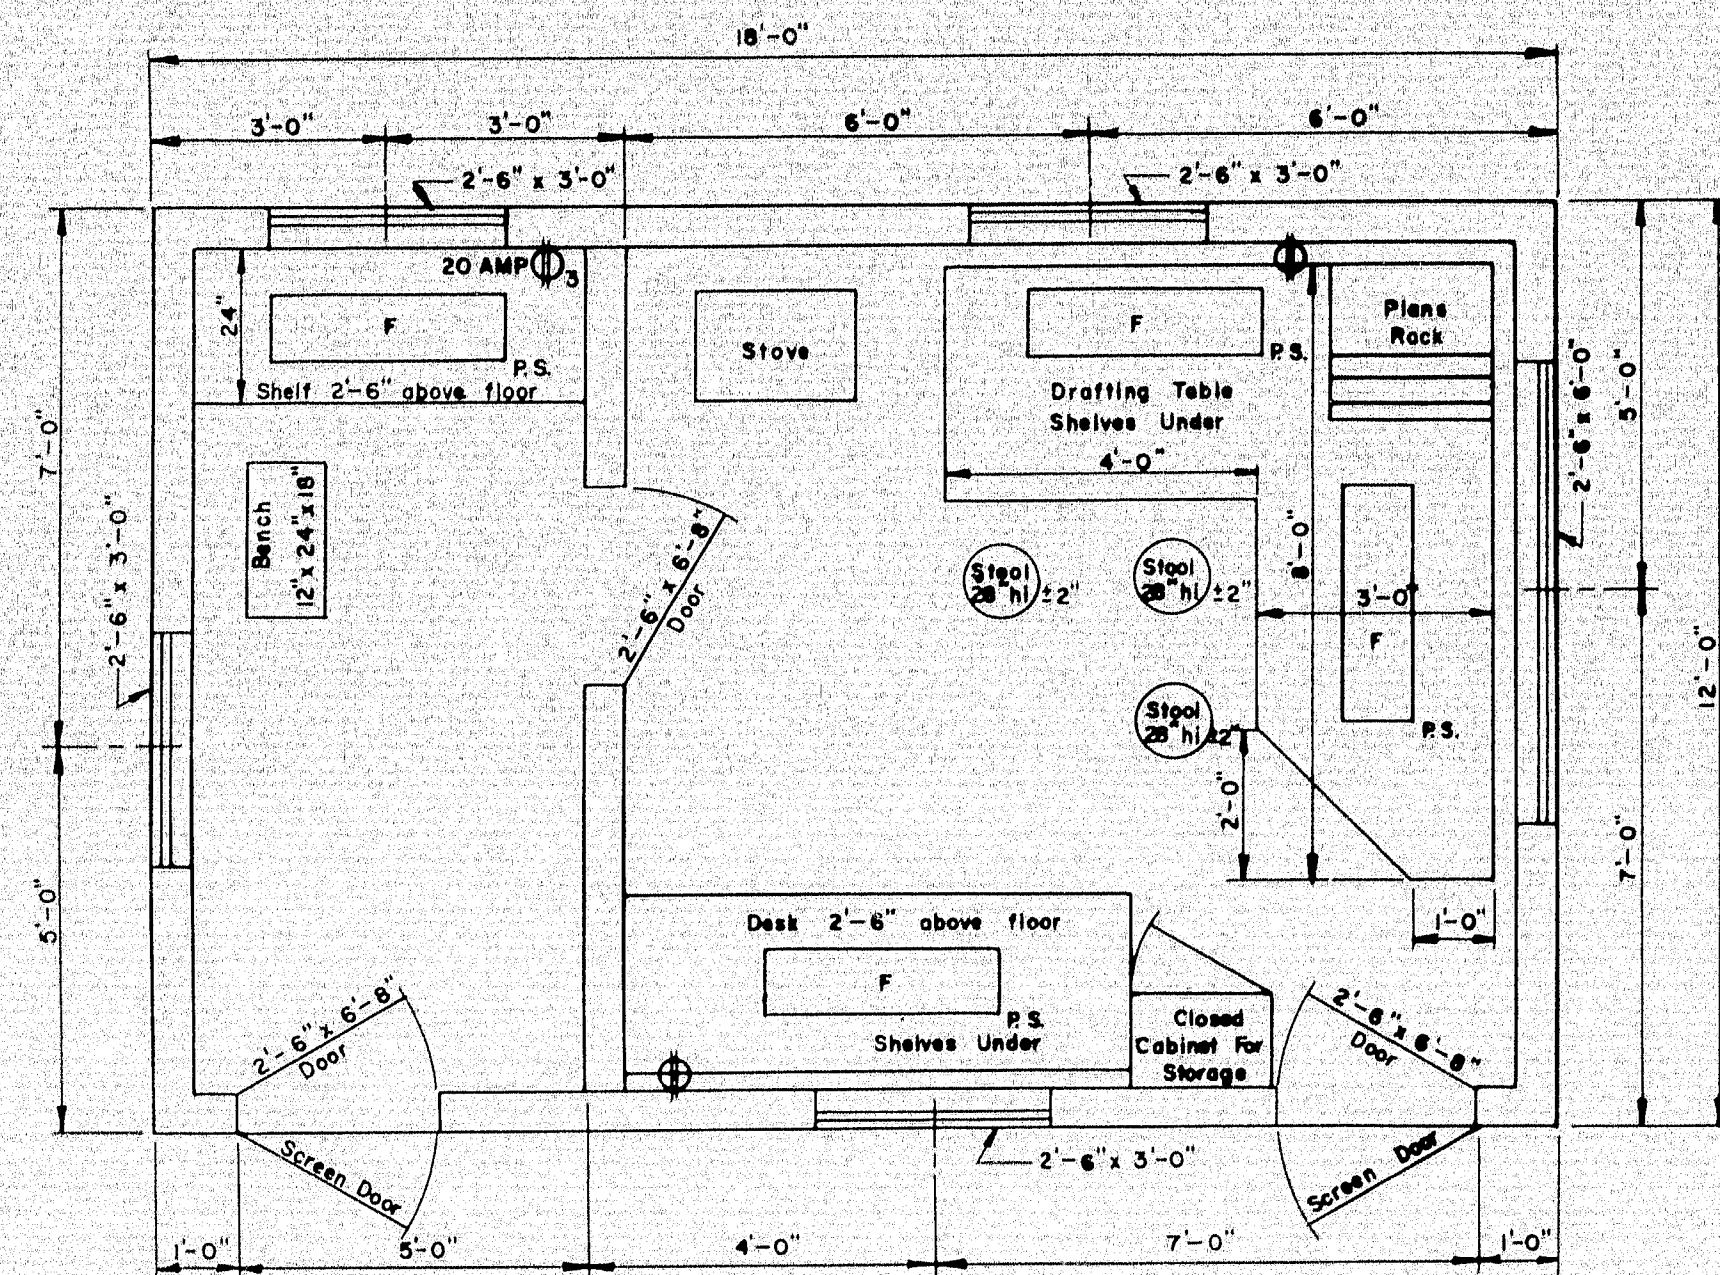 18'-0"
3'-0"
3'-0"
6'-0"
6'-0"
2'-6" x 3'-0"
2'-6" x 3'-0"
20 AMP
3
24"
F
P.S.
Shelf 2'-6" above floor
Stove
F
P.S.
Drafting Table
Shelves Under
4'-0"
Plans
Rack
2'-6" x 6'-0"
5'-0"
7'-0"
2'-6" x 3'-0"
Bench
12" x 24" x 18"
2'-6" x 6'-8"
Door
Stool
28" hi ±2"
Stool
28" hi ±2"
8'-0"
3'-0"
F
P.S.
12'-0"
Stool
28" hi ±2"
2'-0"
7'-0"
1'-0"
5'-0"
Desk 2'-6" above floor
F
P.S.
Shelves Under
Closed
Cabinet For
Storage
2'-6" x 6'-8"
Door
2'-6" x 6'-8"
Door
Screen Door
Screen Door
2'-6" x 3'-0"
1'-0"
5'-0"
4'-0"
7'-0"
1'-0"